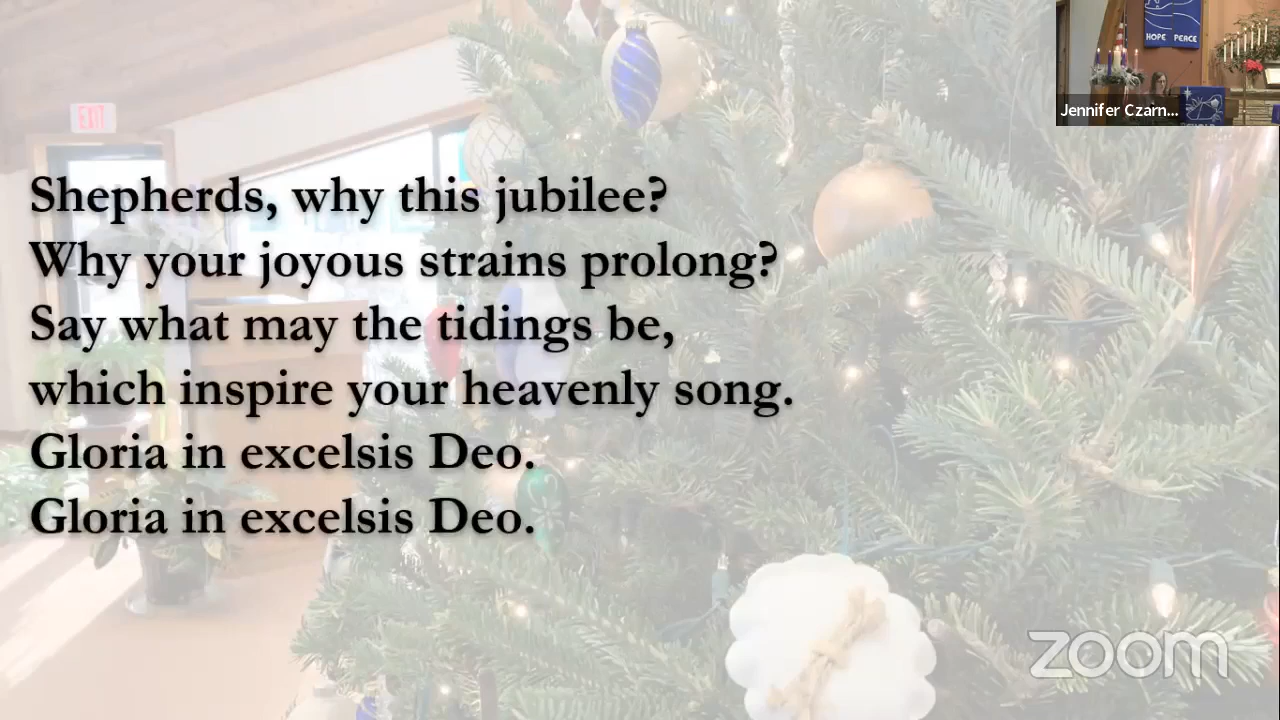 Shepherds, why this jubilee?
Why your joyous strains prolong?
Say what may the tidings be,
which inspire your heavenly song.
Gloria in excelsis Deo.
Gloria in excelsis Deo.
EXIT
HOPE PEACE
Jennifer Czarn...
zoom